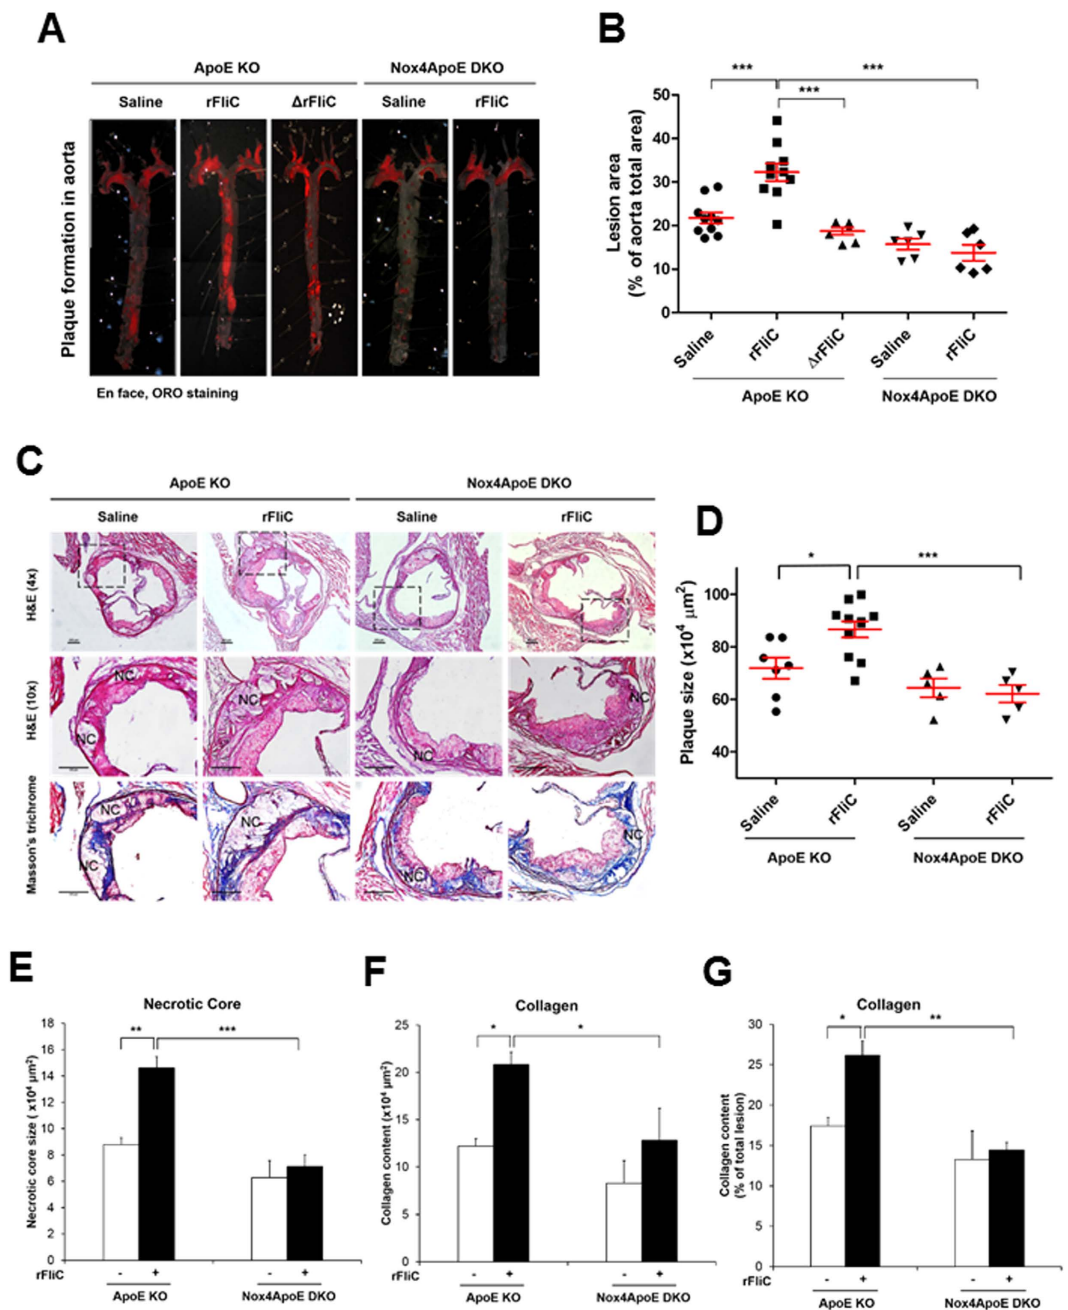 A
ApoE KO
Nox4ApoE DKO
Saline
rFliC
ΔrFliC
Saline
rFliC
Plaque formation in aorta
En face, ORO staining
B
***
***
***
Lesion area
(% of aorta total area)
50
40
30
20
10
0
Saline
rFliC
ΔrFliC
Saline
rFliC
ApoE KO
Nox4ApoE DKO
C
ApoE KO
Nox4ApoE DKO
Saline
rFliC
Saline
rFliC
H&E (4x)
H&E (10x)
NC
NC
NC
NC
NC
Masson's trichrome
NC
NC
NC
NC
NC
D
*
***
Plaque size (x10⁴ μm²)
100
80
60
40
Saline
rFliC
Saline
rFliC
ApoE KO
Nox4ApoE DKO
E
Necrotic Core
**
***
Necrotic core size ( x10⁴ μm²)
18
16
14
12
10
8
6
4
2
0
rFliC
-
+
-
+
ApoE KO
Nox4ApoE DKO
F
Collagen
*
*
Collagen content (x10⁴ μm²)
25
20
15
10
5
0
rFliC
-
+
-
+
ApoE KO
Nox4ApoE DKO
G
Collagen
*
**
Collagen content
(% of total lesion)
30
25
20
15
10
5
0
rFliC
-
+
-
+
ApoE KO
Nox4ApoE DKO